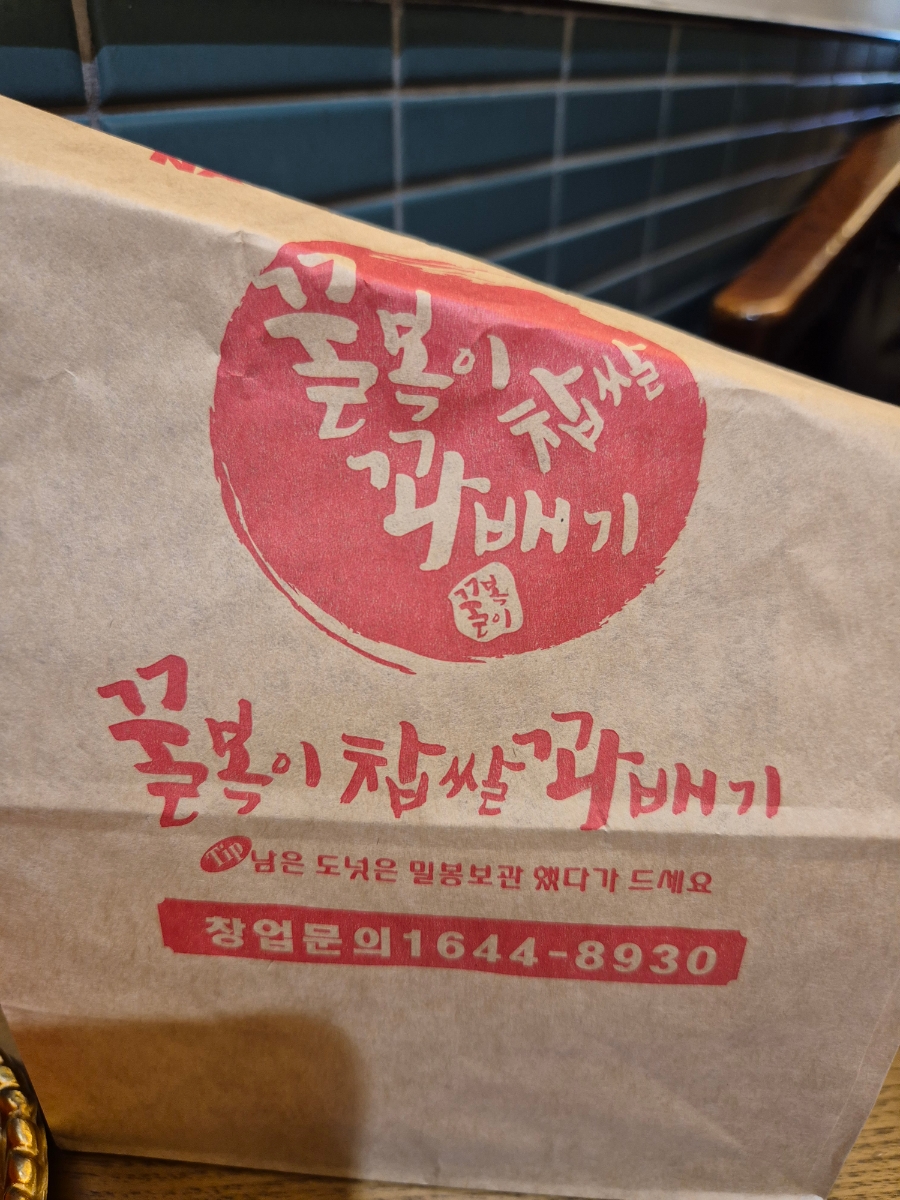 꿀복이 찹쌀
꽈배기
꿀복이
꿀복이 찹쌀 꽈배기
Tip 남은 도넛은 밀봉보관 했다가 드세요
창업문의1644-8930